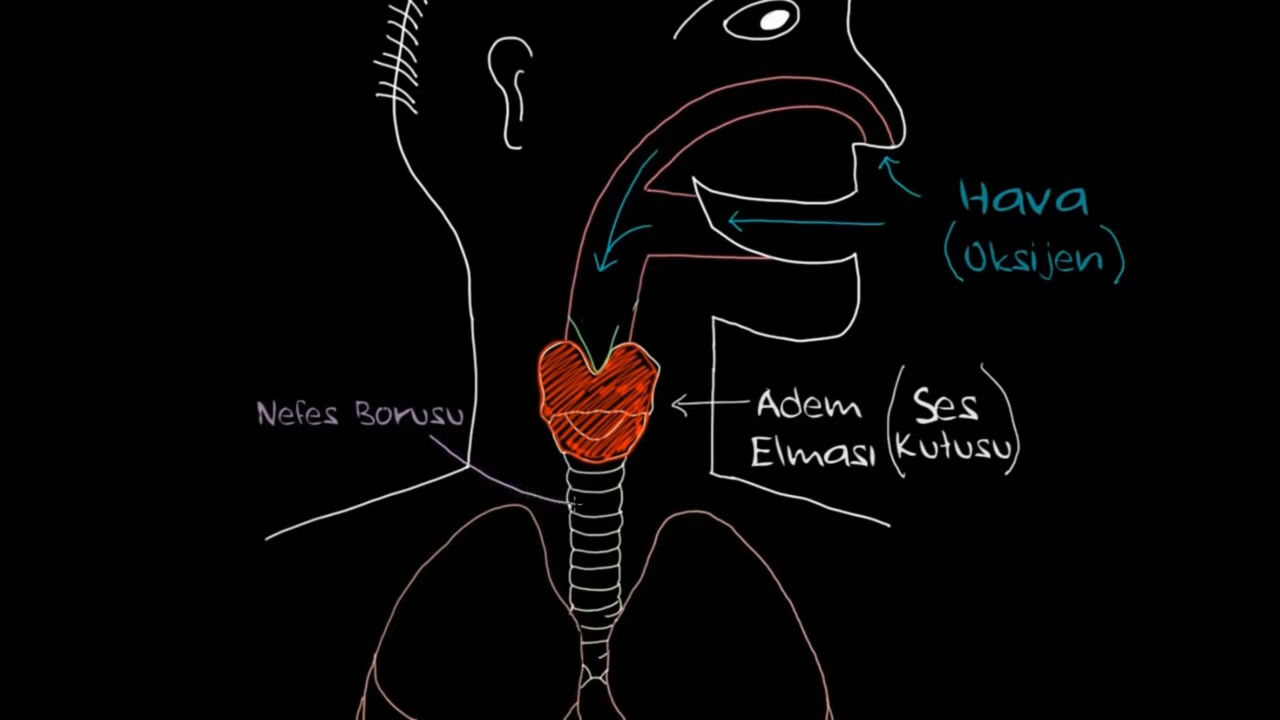 Hava
(Oksijen)
Nefes Borusu
Adem
Elması
(Ses
Kutusu)